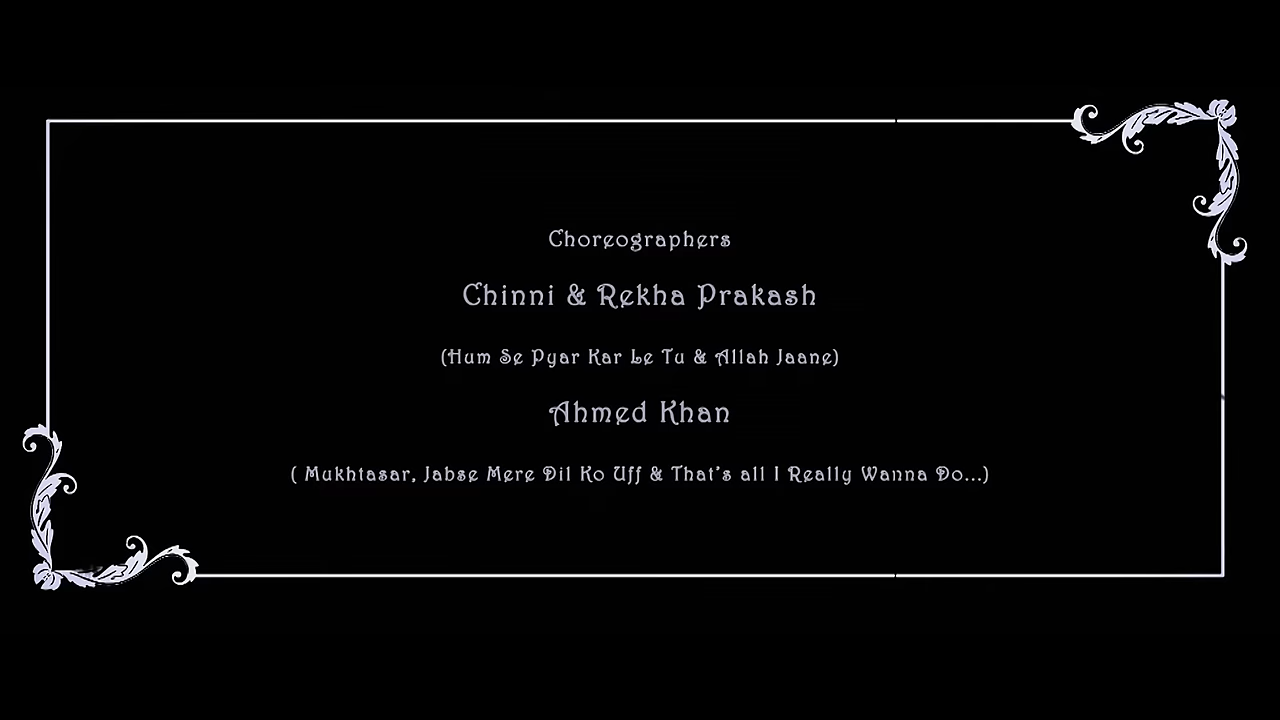 Choreographers
Chinni & Rekha Prakash
(Hum Se Pyar Kar Le Tu & Allah Jaane)
Ahmed Khan
( Mukhtasar, Jabse Mere Dil Ko Uff & That's all I Really Wanna Do...)